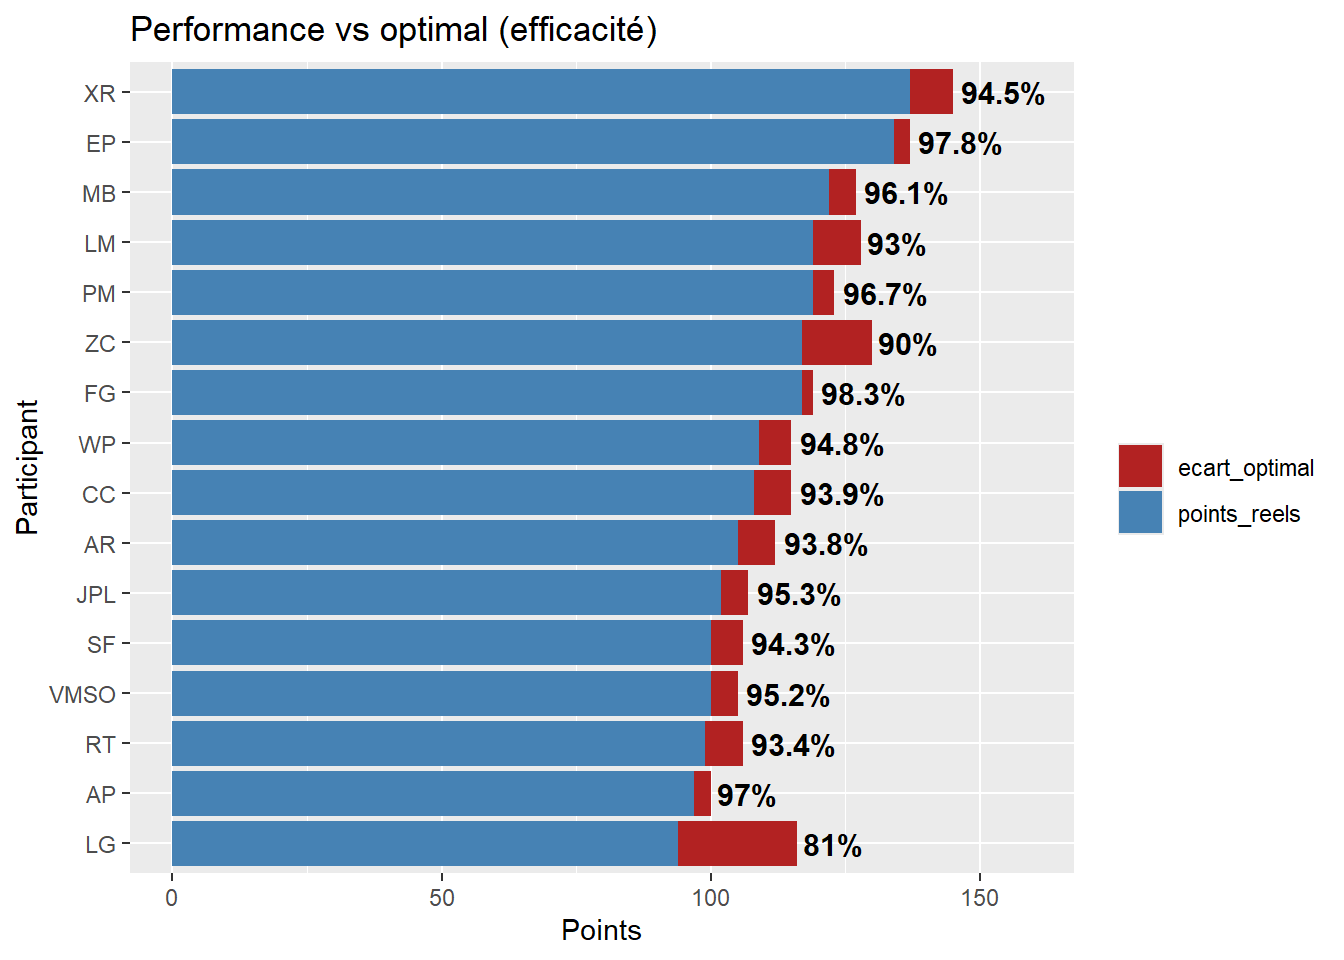 Performance vs optimal (efficacité)
Participant
XR 94.5%
EP 97.8%
MB 96.1%
LM 93%
PM 96.7%
ZC 90%
FG 98.3%
WP 94.8%
CC 93.9%
AR 93.8%
JPL 95.3%
SF 94.3%
VMSO 95.2%
RT 93.4%
AP 97%
LG 81%
0 50 100 150
Points
ecart_optimal
points_reels